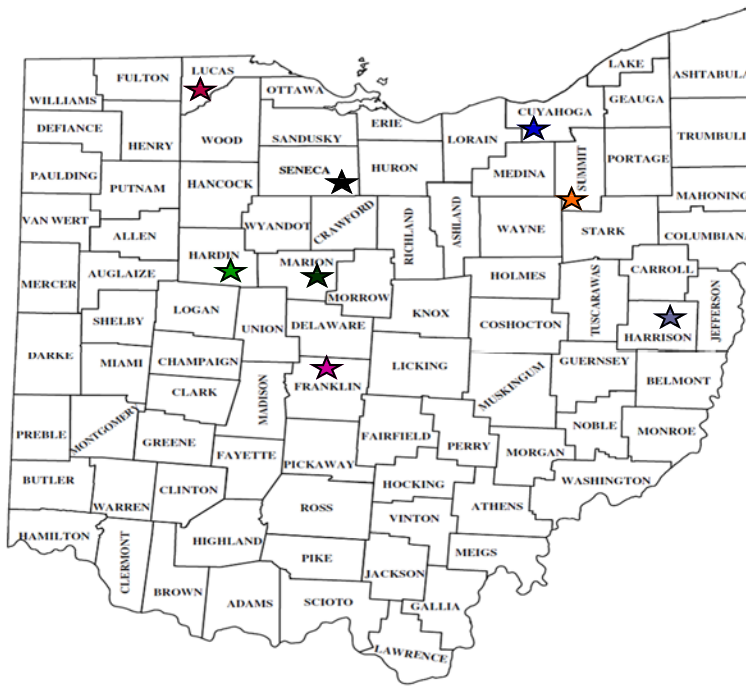 LAKE
LUCAS
FULTON
ASHTABULA
OTTAWA
GEAUGA
WILLIAMS
CUYAHOGA
ERIE
DEFIANCE
TRUMBULL
SANDUSKY
WOOD
LORAIN
HENRY
PORTAGE
SUMMIT
SENECA
HURON
MEDINA
PAULDING
HANCOCK
PUTNAM
MAHONING
CRAWFORD
VAN WERT
WYANDOT
RICHLAND
ASHLAND
WAYNE
STARK
COLUMBIANA
ALLEN
HARDIN
MARION
CARROLL
AUGLAIZE
HOLMES
MERCER
MORROW
TUSCARAWAS
JEFFERSON
LOGAN
KNOX
SHELBY
UNION
DELAWARE
COSHOCTON
HARRISON
DARKE
MIAMI
CHAMPAIGN
LICKING
GUERNSEY
BELMONT
FRANKLIN
MUSKINGUM
CLARK
MADISON
MONTGOMERY
NOBLE
MONROE
PREBLE
GREENE
FAIRFIELD
PERRY
MORGAN
FAYETTE
PICKAWAY
BUTLER
WASHINGTON
HOCKING
CLINTON
WARREN
ROSS
ATHENS
VINTON
HAMILTON
HIGHLAND
MEIGS
CLERMONT
PIKE
JACKSON
BROWN
ADAMS
SCIOTO
GALLIA
LAWRENCE